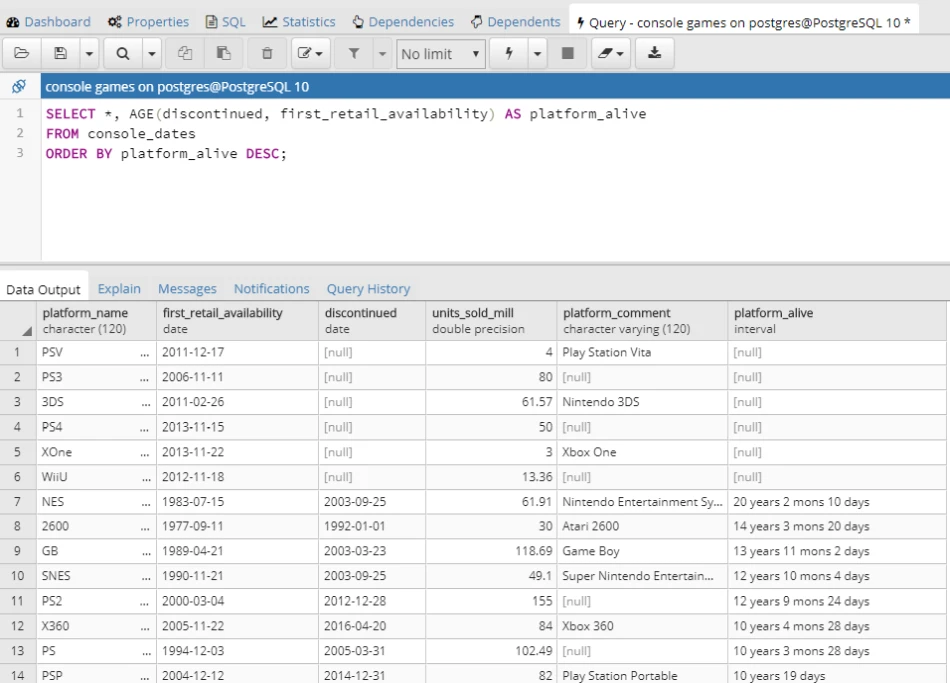 Dashboard Properties SQL Statistics Dependencies Dependents Query - console games on postgres@PostgreSQL 10 *
No limit
console games on postgres@PostgreSQL 10
1 SELECT *, AGE(discontinued, first_retail_availability) AS platform_alive
2 FROM console_dates
3 ORDER BY platform_alive DESC;
Data Output Explain Messages Notifications Query History
platform_name first_retail_availability discontinued units_sold_mill platform_comment platform_alive
character (120) date date double precision character varying (120) interval
1 PSV ... 2011-12-17 [null] 4 Play Station Vita [null]
2 PS3 ... 2006-11-11 [null] 80 [null] [null]
3 3DS ... 2011-02-26 [null] 61.57 Nintendo 3DS [null]
4 PS4 ... 2013-11-15 [null] 50 [null] [null]
5 XOne ... 2013-11-22 [null] 3 Xbox One [null]
6 WiiU ... 2012-11-18 [null] 13.36 [null] [null]
7 NES ... 1983-07-15 2003-09-25 61.91 Nintendo Entertainment Sy... 20 years 2 mons 10 days
8 2600 ... 1977-09-11 1992-01-01 30 Atari 2600 14 years 3 mons 20 days
9 GB ... 1989-04-21 2003-03-23 118.69 Game Boy 13 years 11 mons 2 days
10 SNES ... 1990-11-21 2003-09-25 49.1 Super Nintendo Entertain... 12 years 10 mons 4 days
11 PS2 ... 2000-03-04 2012-12-28 155 [null] 12 years 9 mons 24 days
12 X360 ... 2005-11-22 2016-04-20 84 Xbox 360 10 years 4 mons 28 days
13 PS ... 1994-12-03 2005-03-31 102.49 [null] 10 years 3 mons 28 days
14 PSP ... 2004-12-12 2014-12-31 82 Play Station Portable 10 years 19 days